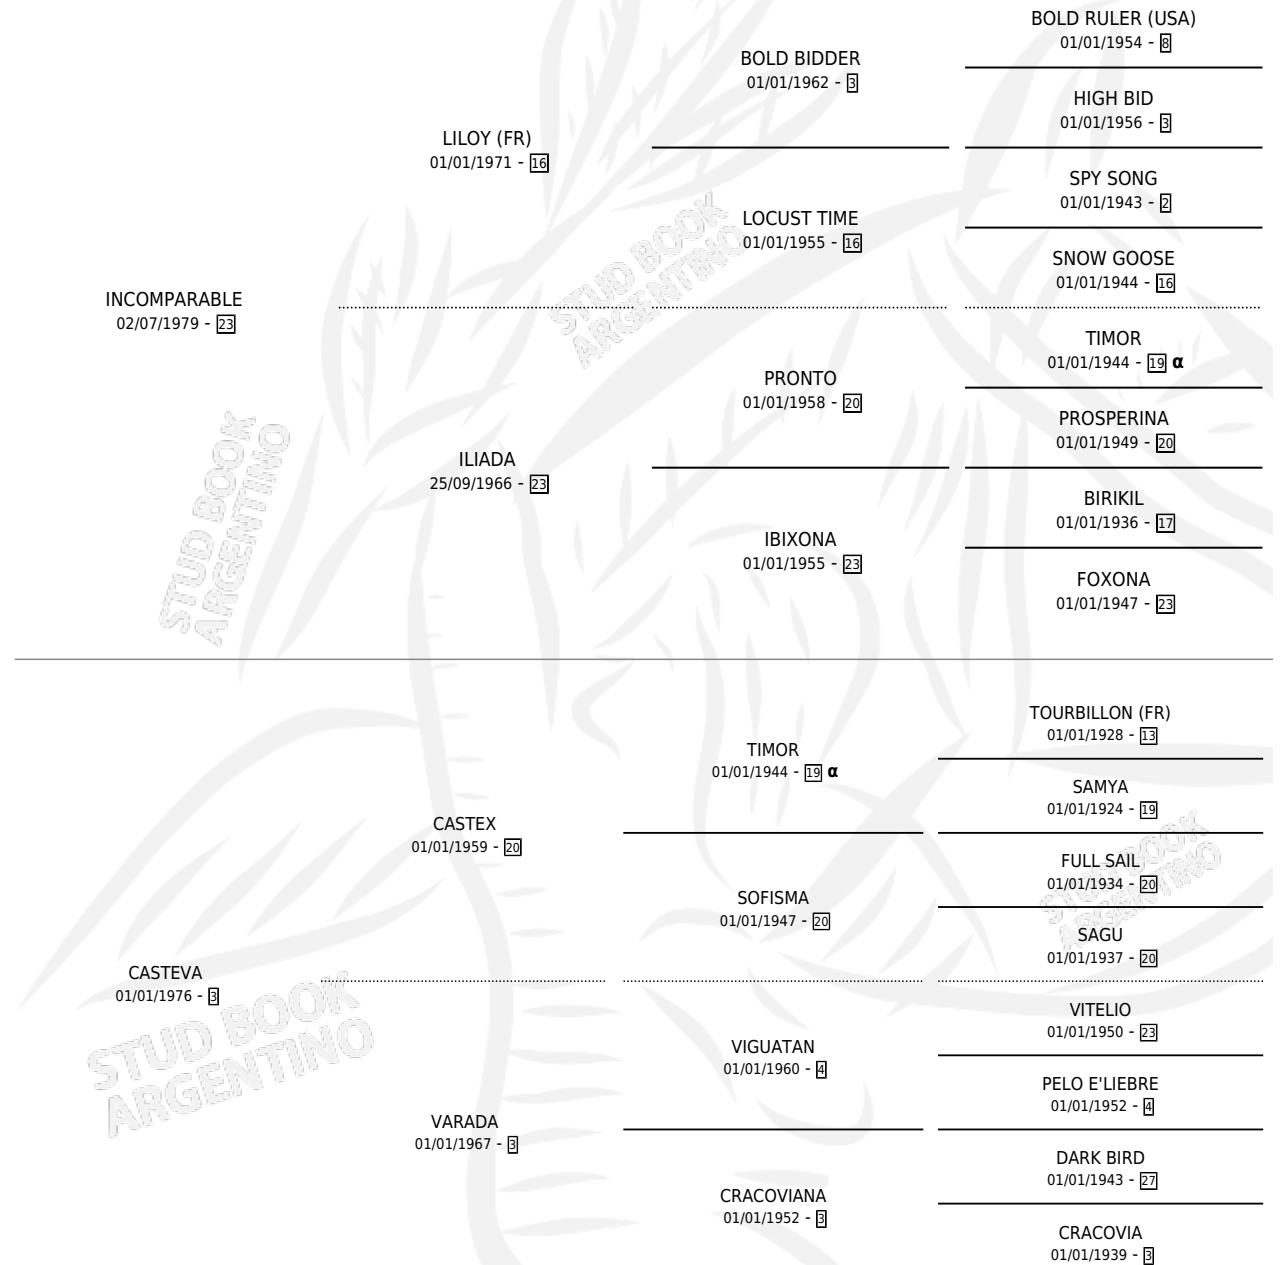 BOLD RULER (USA)
01/01/1954 - 8
BOLD BIDDER
01/01/1962 - 3
HIGH BID
01/01/1956 - 3
LILOY (FR)
01/01/1971 - 16
SPY SONG
01/01/1943 - 2
LOCUST TIME
01/01/1955 - 16
SNOW GOOSE
01/01/1944 - 16
STUD BOOK
ARGENTINO
INCOMPARABLE
02/07/1979 - 23
TIMOR
01/01/1944 - 19 α
PRONTO
01/01/1958 - 20
PROSPERINA
01/01/1949 - 20
ILIADA
25/09/1966 - 23
BIRIKIL
01/01/1936 - 17
IBIXONA
01/01/1955 - 23
FOXONA
01/01/1947 - 23
STUD BOOK
ARGENTINO
TOURBILLON (FR)
01/01/1928 - 13
TIMOR
01/01/1944 - 19 α
SAMYA
01/01/1924 - 19
CASTEX
01/01/1959 - 20
FULL SAIL
01/01/1934 - 20
SOFISMA
01/01/1947 - 20
SAGU
01/01/1937 - 20
STUD BOOK
ARGENTINO
CASTEVA
01/01/1976 - 3
VITELIO
01/01/1950 - 23
VIGUATAN
01/01/1960 - 4
PELO E'LIEBRE
01/01/1952 - 4
STUD BOOK
ARGENTINO
VARADA
01/01/1967 - 3
DARK BIRD
01/01/1943 - 27
CRACOVIANA
01/01/1952 - 3
CRACOVIA
01/01/1939 - 3